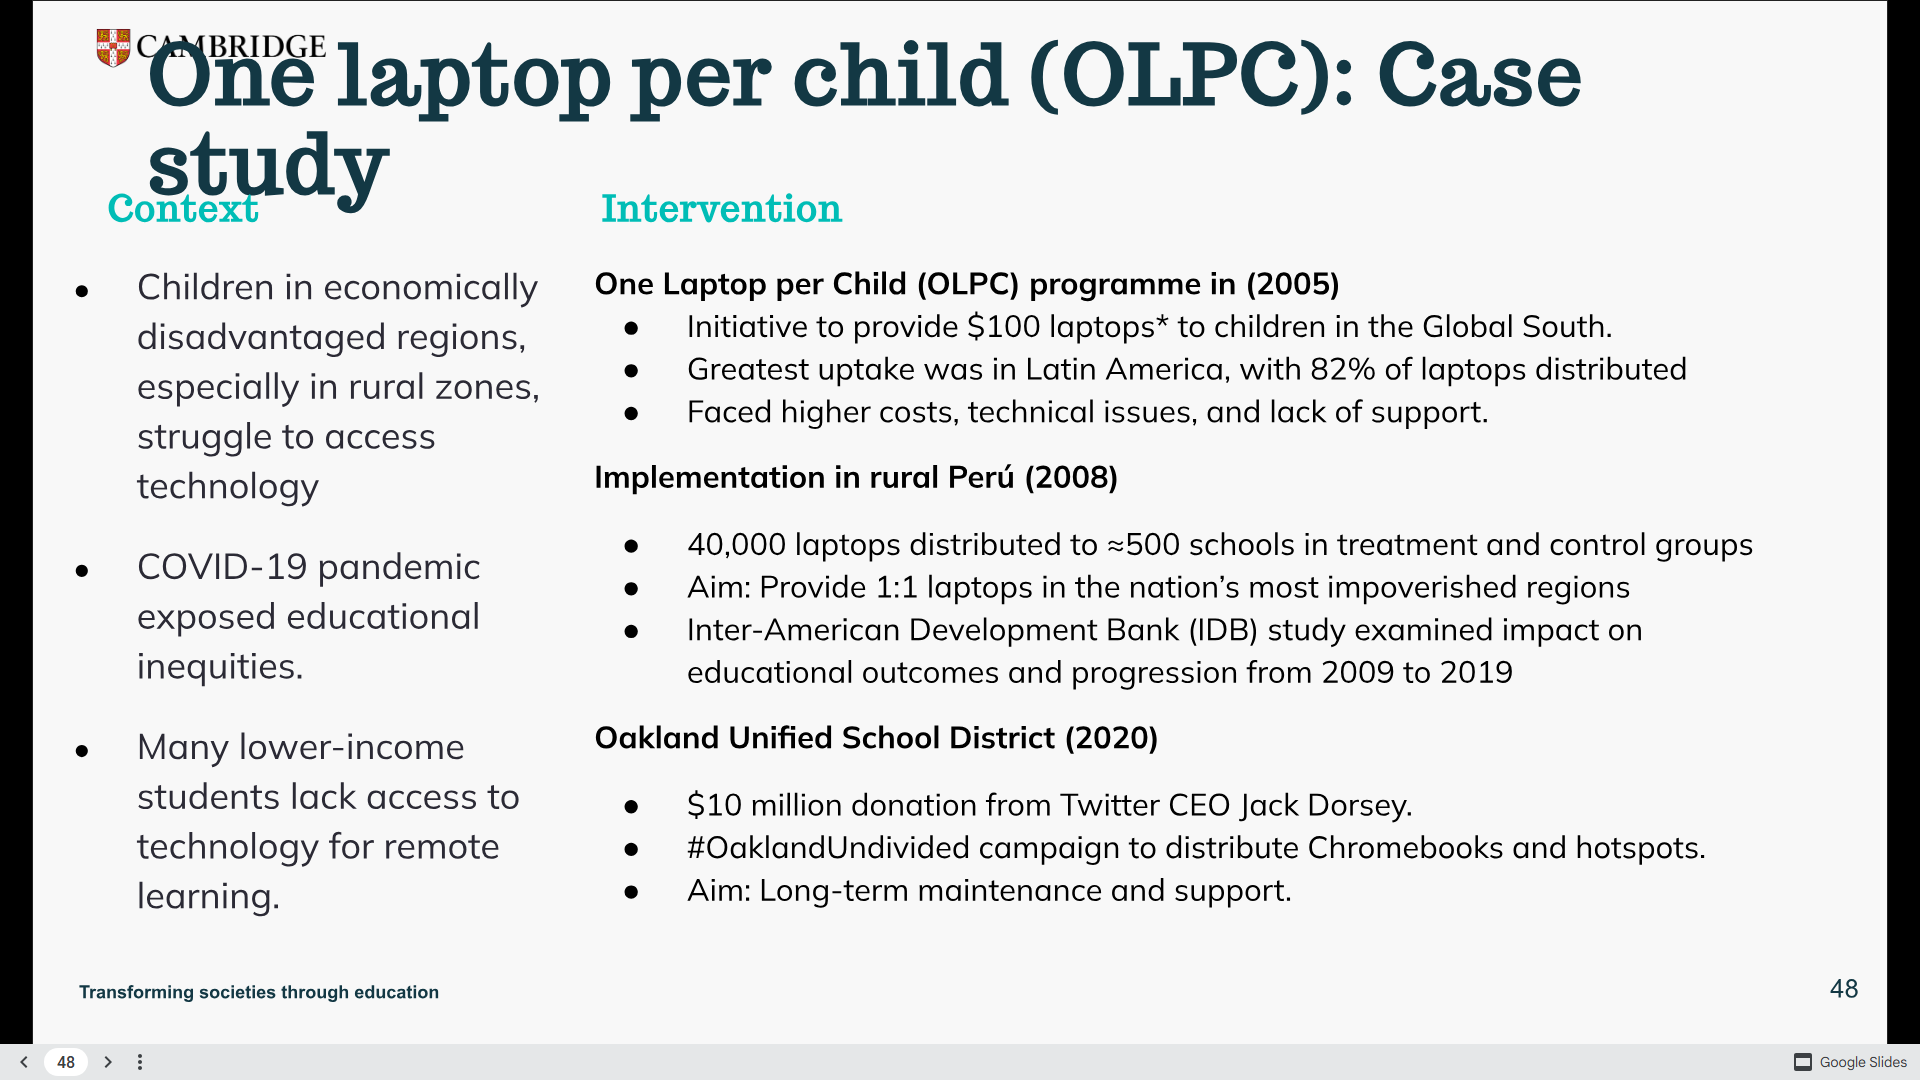 CAMBRIDGE
One laptop per child (OLPC): Case
study
Context
● Children in economically
disadvantaged regions,
especially in rural zones,
struggle to access
technology
● COVID-19 pandemic
exposed educational
inequities.
● Many lower-income
students lack access to
technology for remote
learning.
Intervention
One Laptop per Child (OLPC) programme in (2005)
● Initiative to provide $100 laptops* to children in the Global South.
● Greatest uptake was in Latin America, with 82% of laptops distributed
● Faced higher costs, technical issues, and lack of support.
Implementation in rural Perú (2008)
● 40,000 laptops distributed to ≈500 schools in treatment and control groups
● Aim: Provide 1:1 laptops in the nation’s most impoverished regions
● Inter-American Development Bank (IDB) study examined impact on
educational outcomes and progression from 2009 to 2019
Oakland Unified School District (2020)
● $10 million donation from Twitter CEO Jack Dorsey.
● #OaklandUndivided campaign to distribute Chromebooks and hotspots.
● Aim: Long-term maintenance and support.
Transforming societies through education
48
48
Google Slides